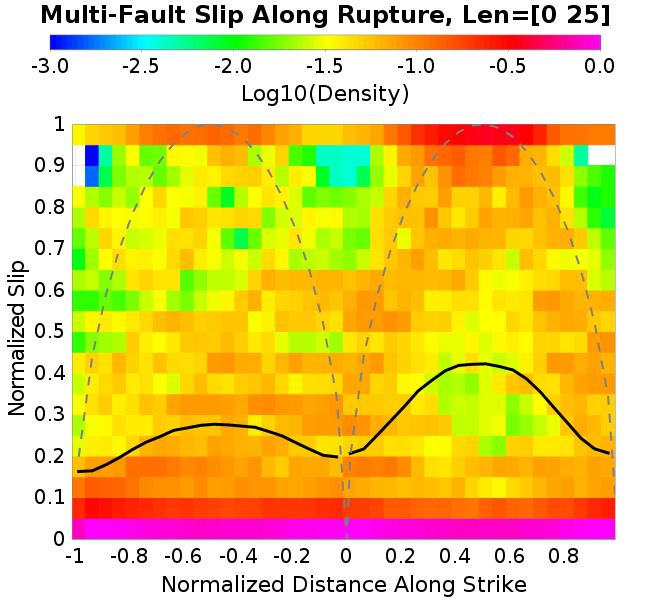 Multi-Fault Slip Along Rupture, Len=[0 25]
-3.0 -2.5 -2.0 -1.5 -1.0 -0.5 0.0
Log10(Density)
1
0.9
0.8
0.7
0.6
0.5
0.4
0.3
0.2
0.1
0
Normalized Slip
-1 -0.8 -0.6 -0.4 -0.2 0 0.2 0.4 0.6 0.8
Normalized Distance Along Strike